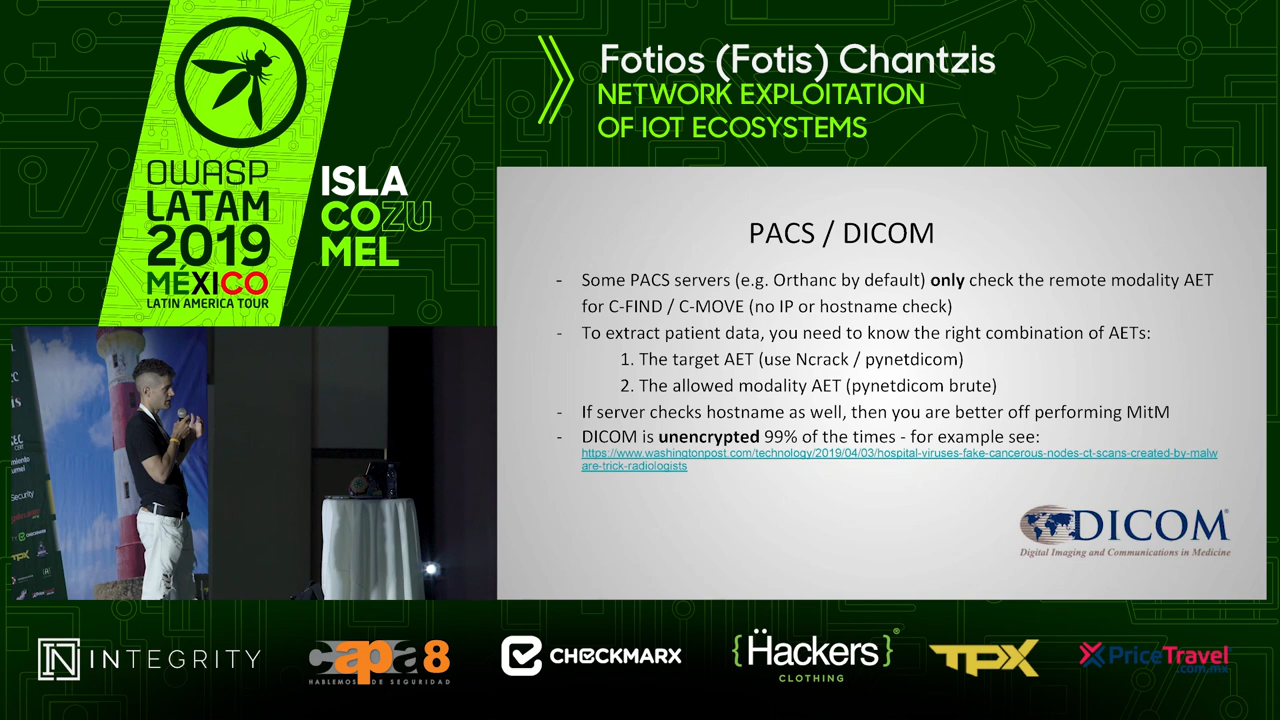 OWASP
LATAM
2019
MÉXICO
LATIN AMERICA TOUR
ISLA
COZU
MEL
Fotios (Fotis) Chantzis
NETWORK EXPLOITATION
OF IOT ECOSYSTEMS
PACS / DICOM
- Some PACS servers (e.g. Orthanc by default) only check the remote modality AET
for C-FIND / C-MOVE (no IP or hostname check)
- To extract patient data, you need to know the right combination of AETs:
1. The target AET (use Ncrack / pynetdicom)
2. The allowed modality AET (pynetdicom brute)
- If server checks hostname as well, then you are better off performing MitM
- DICOM is unencrypted 99% of the times - for example see:
https://www.washingtonpost.com/technology/2019/04/03/hospital-viruses-fake-cancerous-nodes-ct-scans-created-by-malw
are-trick-radiologists
DICOM®
Digital Imaging and Communications in Medicine
Security
CHECKMARX
TPX
IN INTEGRITY
capa8
HABLEMOS DE SEGURIDAD
CHECKMARX
{Hackers}®
CLOTHING
TPX
PriceTravel
.com.mx